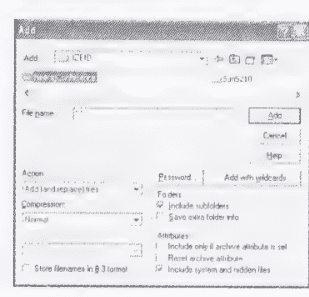 Add
Add
File name
Add
Cancel
Help
Action
Add (and replace) files
Compression:
Normal
Password...
Add with wildcards
Folders
Include subfolders
Save extra folder info
Attributes
Include only if archive attribute is set
Reset archive attribute
Include system and hidden files
Store filenames in 8.3 format